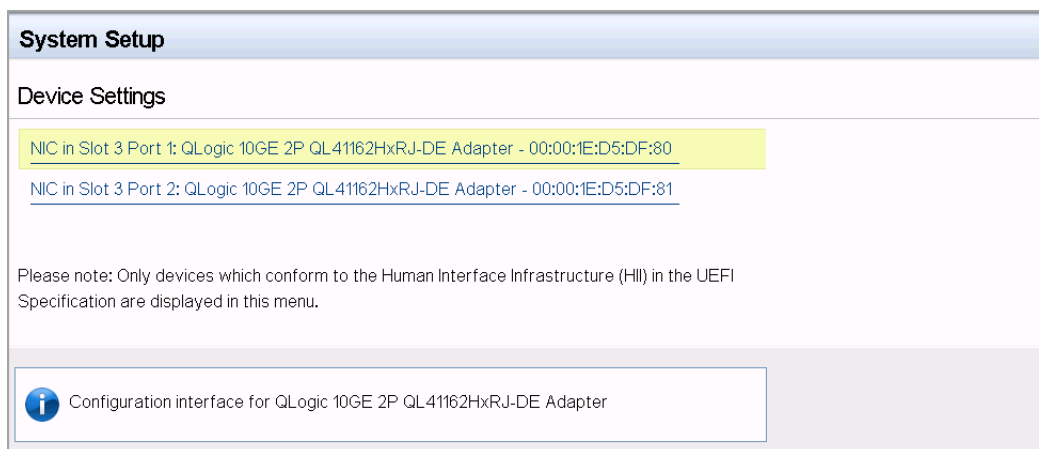 System Setup
Device Settings
NIC in Slot 3 Port 1: QLogic 10GE 2P QL41162HxRJ-DE Adapter - 00:00:1E:D5:DF:80
NIC in Slot 3 Port 2: QLogic 10GE 2P QL41162HxRJ-DE Adapter - 00:00:1E:D5:DF:81
Please note: Only devices which conform to the Human Interface Infrastructure (HII) in the UEFI
Specification are displayed in this menu.
Configuration interface for QLogic 10GE 2P QL41162HxRJ-DE Adapter